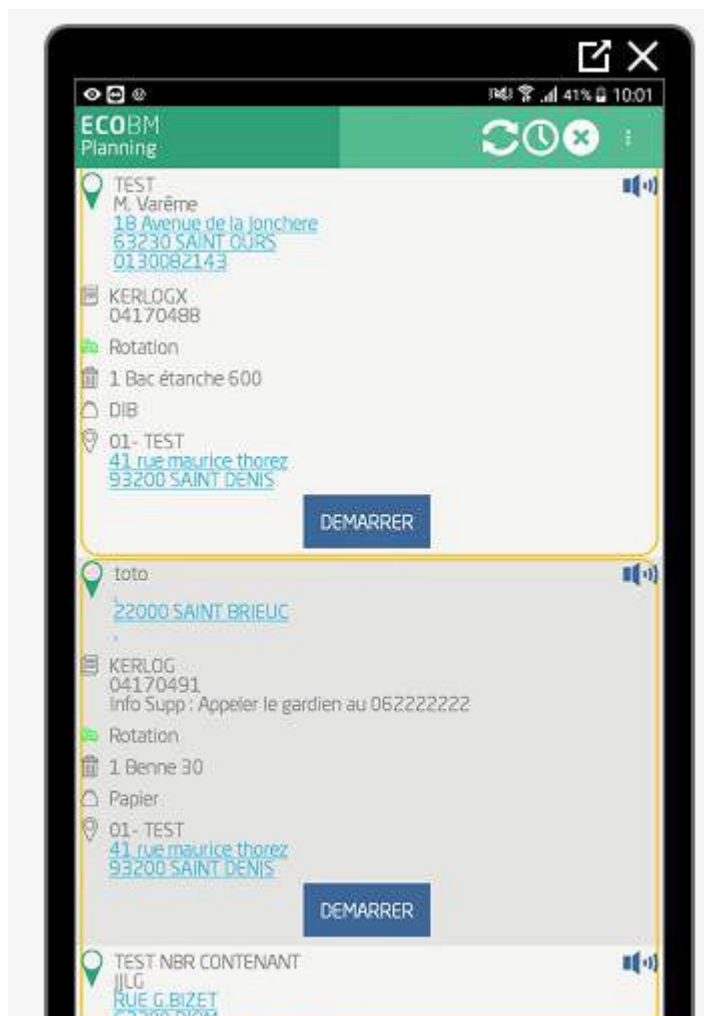 41% 10:01
ECOBM
Planning
TEST
M. Varême
18 Avenue de la Jonchere
63230 SAINT OURS
0130082143
KERLOGX
04170488
Rotation
1 Bac étanche 600
DIB
01- TEST
41 rue maurice thorez
93200 SAINT DENIS
DEMARRER
toto
,
22000 SAINT BRIEUC
,
KERLOG
04170491
Info Supp : Appeler le gardien au 062222222
Rotation
1 Benne 30
Papier
01- TEST
41 rue maurice thorez
93200 SAINT DENIS
DEMARRER
TEST NBR CONTENANT
JJLG
RUE G.BIZET